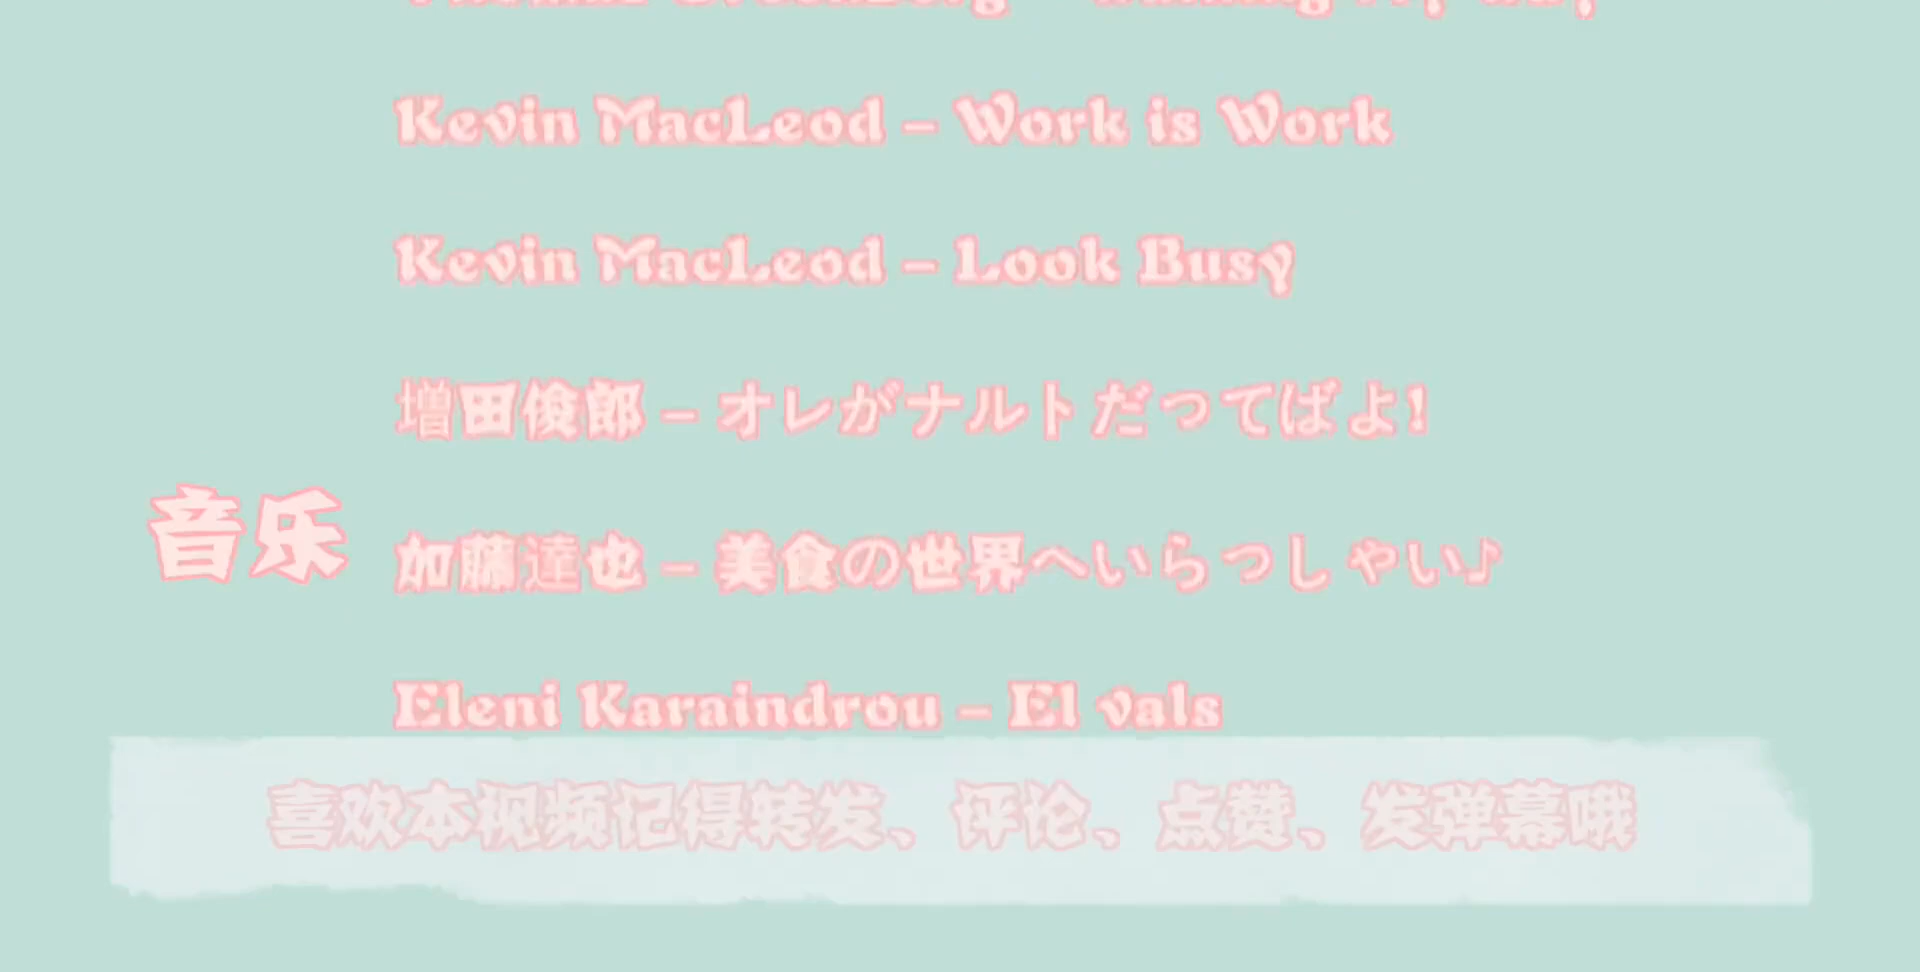 Kevin MacLeod – Work is Work
Kevin MacLeod – Look Busy
増田俊郎 – オレがナルトだってばよ!
音乐
加藤達也 – 美食の世界へいらっしゃい♪
Eleni Karaindrou – El vals
喜欢本视频记得转发、评论、点赞、发弹幕哦